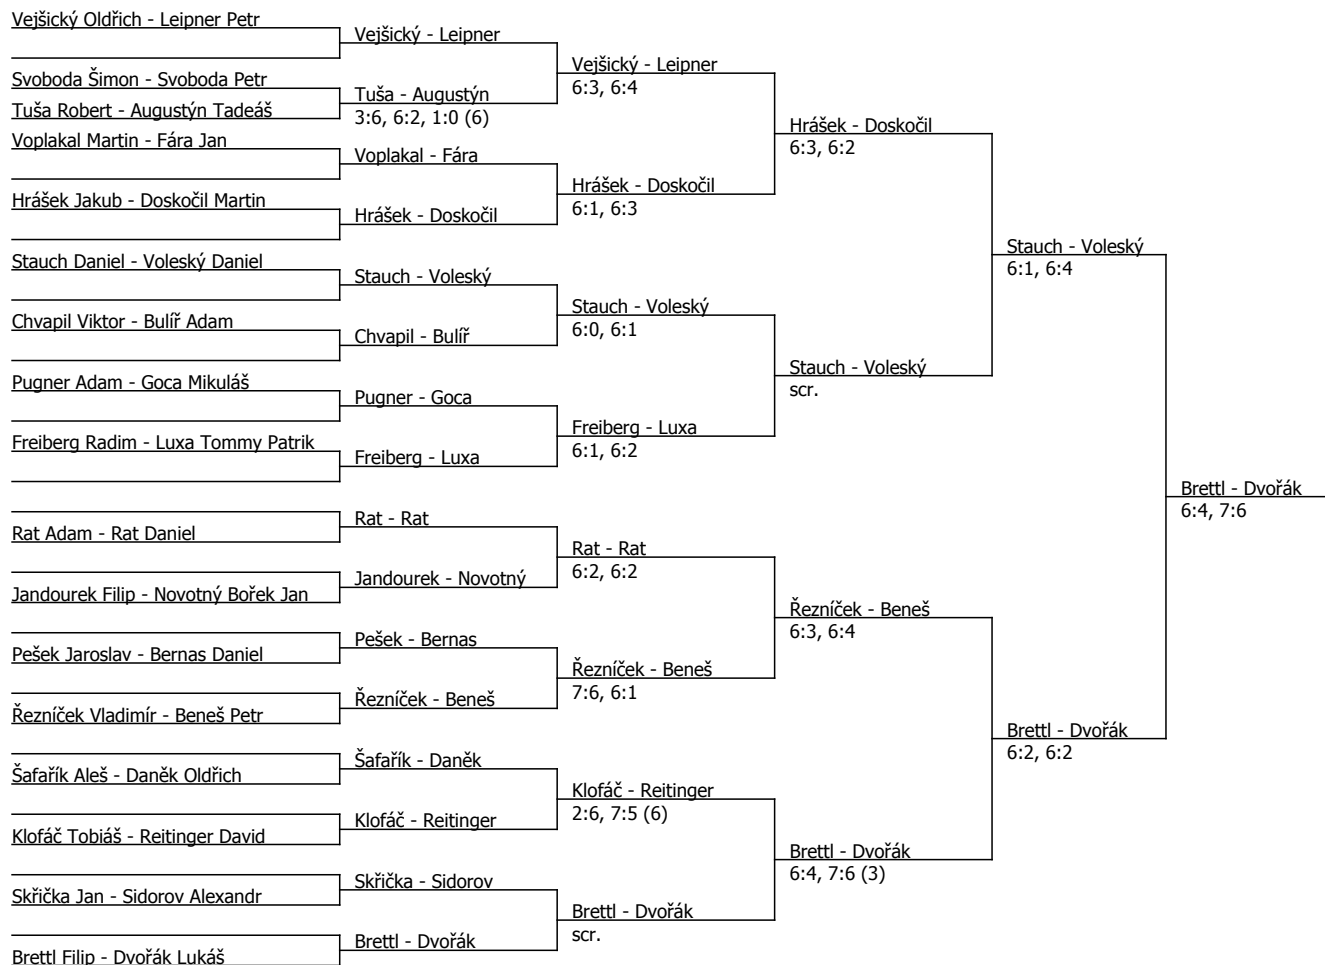 Vejšický Oldřich - Leipner Petr
Svoboda Šimon - Svoboda Petr
Tuša Robert - Augustýn Tadeáš
Voplakal Martin - Fára Jan
Hrášek Jakub - Doskočil Martin
Stauch Daniel - Voleský Daniel
Chvapil Viktor - Bulíř Adam
Pugner Adam - Goca Mikuláš
Freiberg Radim - Luxa Tommy Patrik
Rat Adam - Rat Daniel
Jandourek Filip - Novotný Bořek Jan
Pešek Jaroslav - Bernas Daniel
Řezníček Vladimír - Beneš Petr
Šafařík Aleš - Daněk Oldřich
Klofáč Tobiáš - Reitinger David
Skřička Jan - Sidorov Alexandr
Brettl Filip - Dvořák Lukáš
Vejšický - Leipner
Tuša - Augustýn
3:6, 6:2, 1:0 (6)
Voplakal - Fára
Hrášek - Doskočil
Stauch - Voleský
Chvapil - Bulíř
Pugner - Goca
Freiberg - Luxa
Rat - Rat
Jandourek - Novotný
Pešek - Bernas
Řezníček - Beneš
Šafařík - Daněk
Klofáč - Reitinger
Skřička - Sidorov
Brettl - Dvořák
Vejšický - Leipner
6:3, 6:4
Hrášek - Doskočil
6:1, 6:3
Stauch - Voleský
6:0, 6:1
Freiberg - Luxa
6:1, 6:2
Rat - Rat
6:2, 6:2
Řezníček - Beneš
7:6, 6:1
Klofáč - Reitinger
2:6, 7:5 (6)
Brettl - Dvořák
scr.
Hrášek - Doskočil
6:3, 6:2
Stauch - Voleský
scr.
Řezníček - Beneš
6:3, 6:4
Brettl - Dvořák
6:4, 7:6 (3)
Stauch - Voleský
6:1, 6:4
Brettl - Dvořák
6:2, 6:2
Brettl - Dvořák
6:4, 7:6